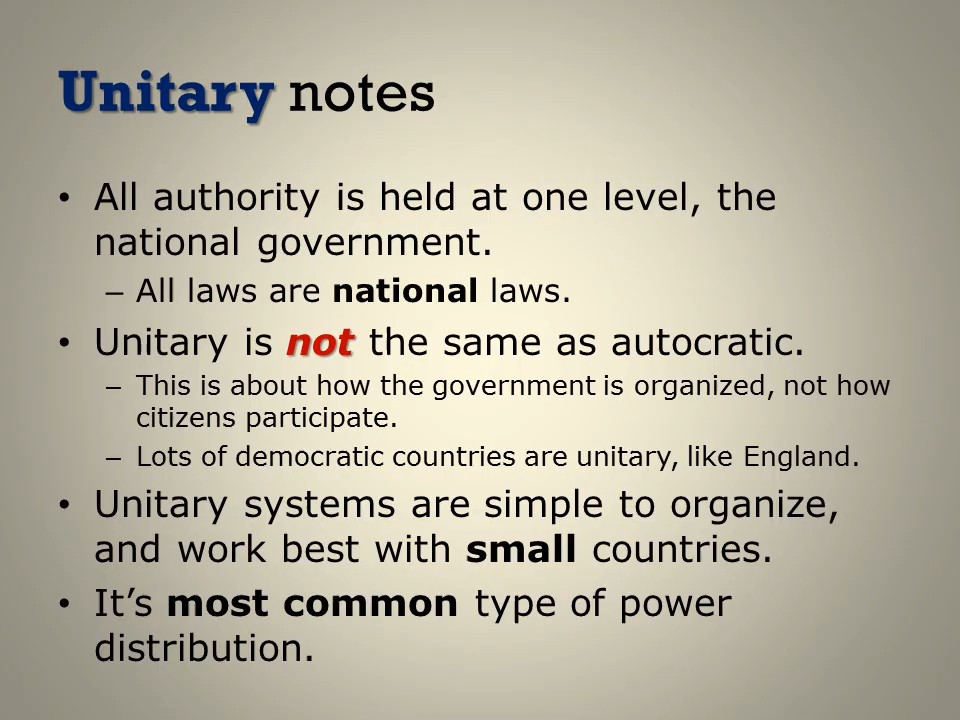 Unitary notes
• All authority is held at one level, the
national government.
– All laws are national laws.
• Unitary is not the same as autocratic.
– This is about how the government is organized, not how
citizens participate.
– Lots of democratic countries are unitary, like England.
• Unitary systems are simple to organize,
and work best with small countries.
• It’s most common type of power
distribution.